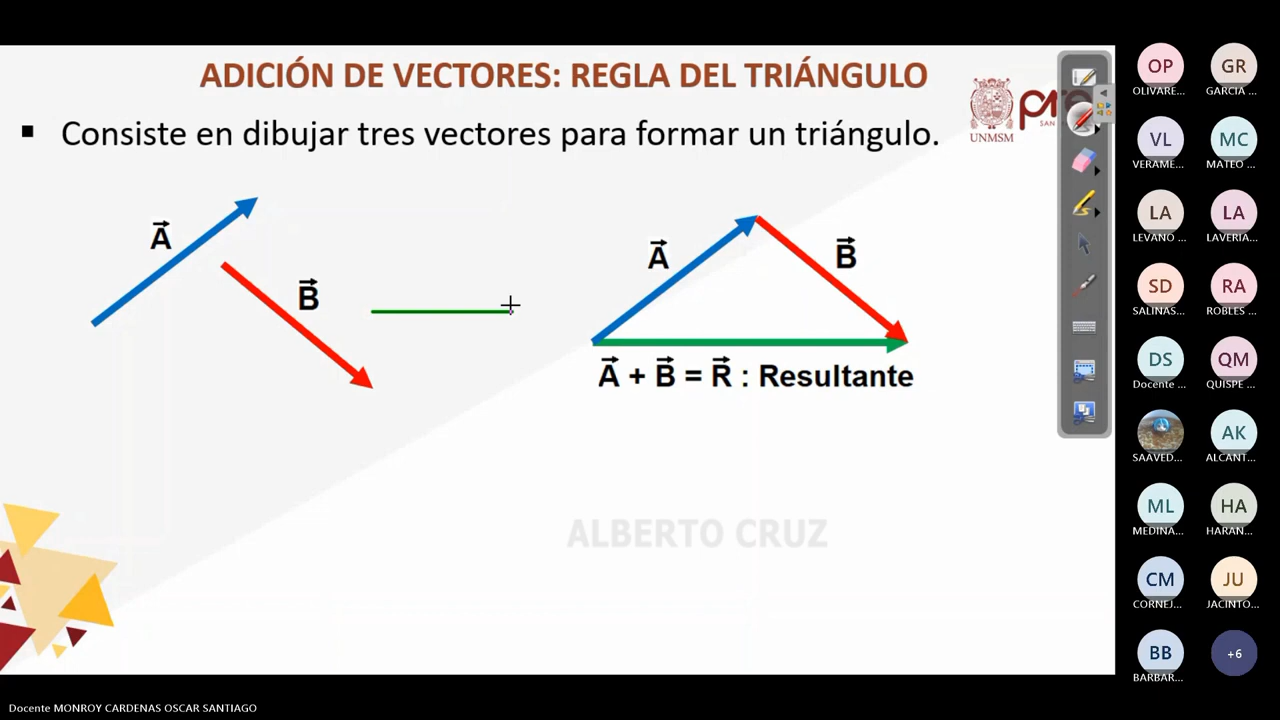 ADICIÓN DE VECTORES: REGLA DEL TRIÁNGULO
UNMSM
SAN
▪ Consiste en dibujar tres vectores para formar un triángulo.
A⃗
B⃗
A⃗
B⃗
A⃗ + B⃗ = R⃗ : Resultante
ALBERTO CRUZ
OP
OLIVARE...
GR
GARCIA ...
VL
VERAME...
MC
MATEO ...
LA
LEVANO ...
LA
LAVERIA...
SD
SALINAS...
RA
ROBLES ...
DS
Docente ...
QM
QUISPE ...
SAAVED...
AK
ALCANT...
ML
MEDINA...
HA
HARAN...
CM
CORNEJ...
JU
JACINTO...
BB
BARBAR...
+6
Docente MONROY CARDENAS OSCAR SANTIAGO